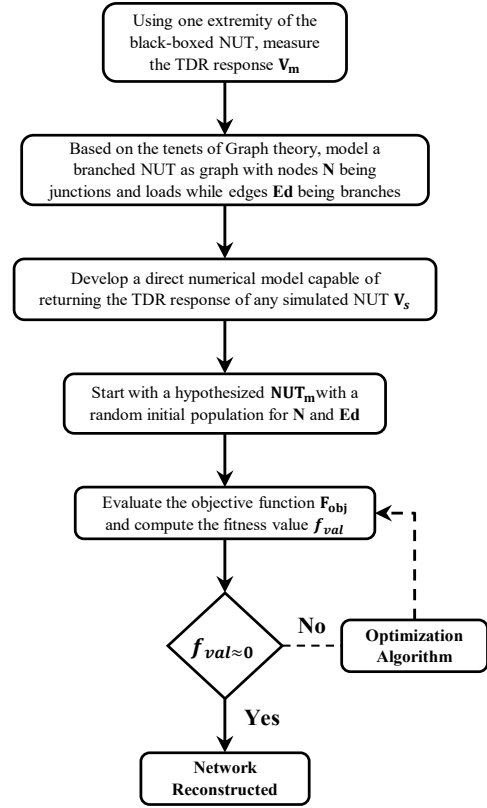 Using one extremity of the
black-boxed NUT, measure
the TDR response Vm
Based on the tenets of Graph theory, model a
branched NUT as graph with nodes N being
junctions and loads while edges Ed being branches
Develop a direct numerical model capable of
returning the TDR response of any simulated NUT Vs
Start with a hypothesized NUTm with a
random initial population for N and Ed
Evaluate the objective function Fobj
and compute the fitness value fval
fval≈0
No
Optimization
Algorithm
Yes
Network
Reconstructed